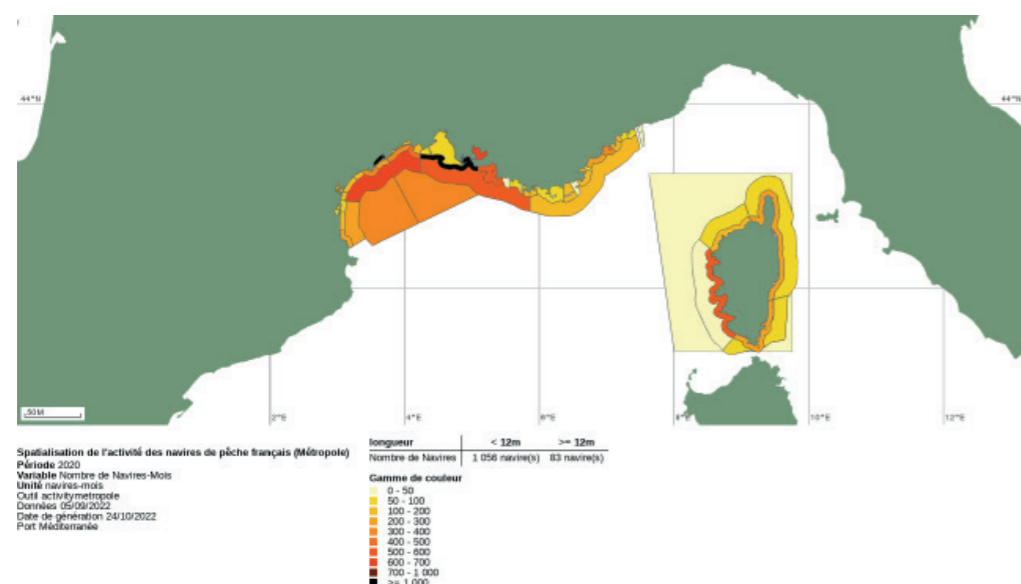 44°N
44°N
50M
2°E
4°E
6°E
8°E
10°E
12°E
Spatialisation de l'activité des navires de pêche français (Métropole)
Période 2020
Variable Nombre de Navires-Mois
Unité navires-mois
Outil activitymetropole
Données 05/09/2022
Date de génération 24/10/2022
Port Méditerranée
longueur < 12m >= 12m
Nombre de Navires 1 056 navire(s) 83 navire(s)
Gamme de couleur
0 - 50
50 - 100
100 - 200
200 - 300
300 - 400
400 - 500
500 - 600
600 - 700
700 - 1 000
>= 1 000